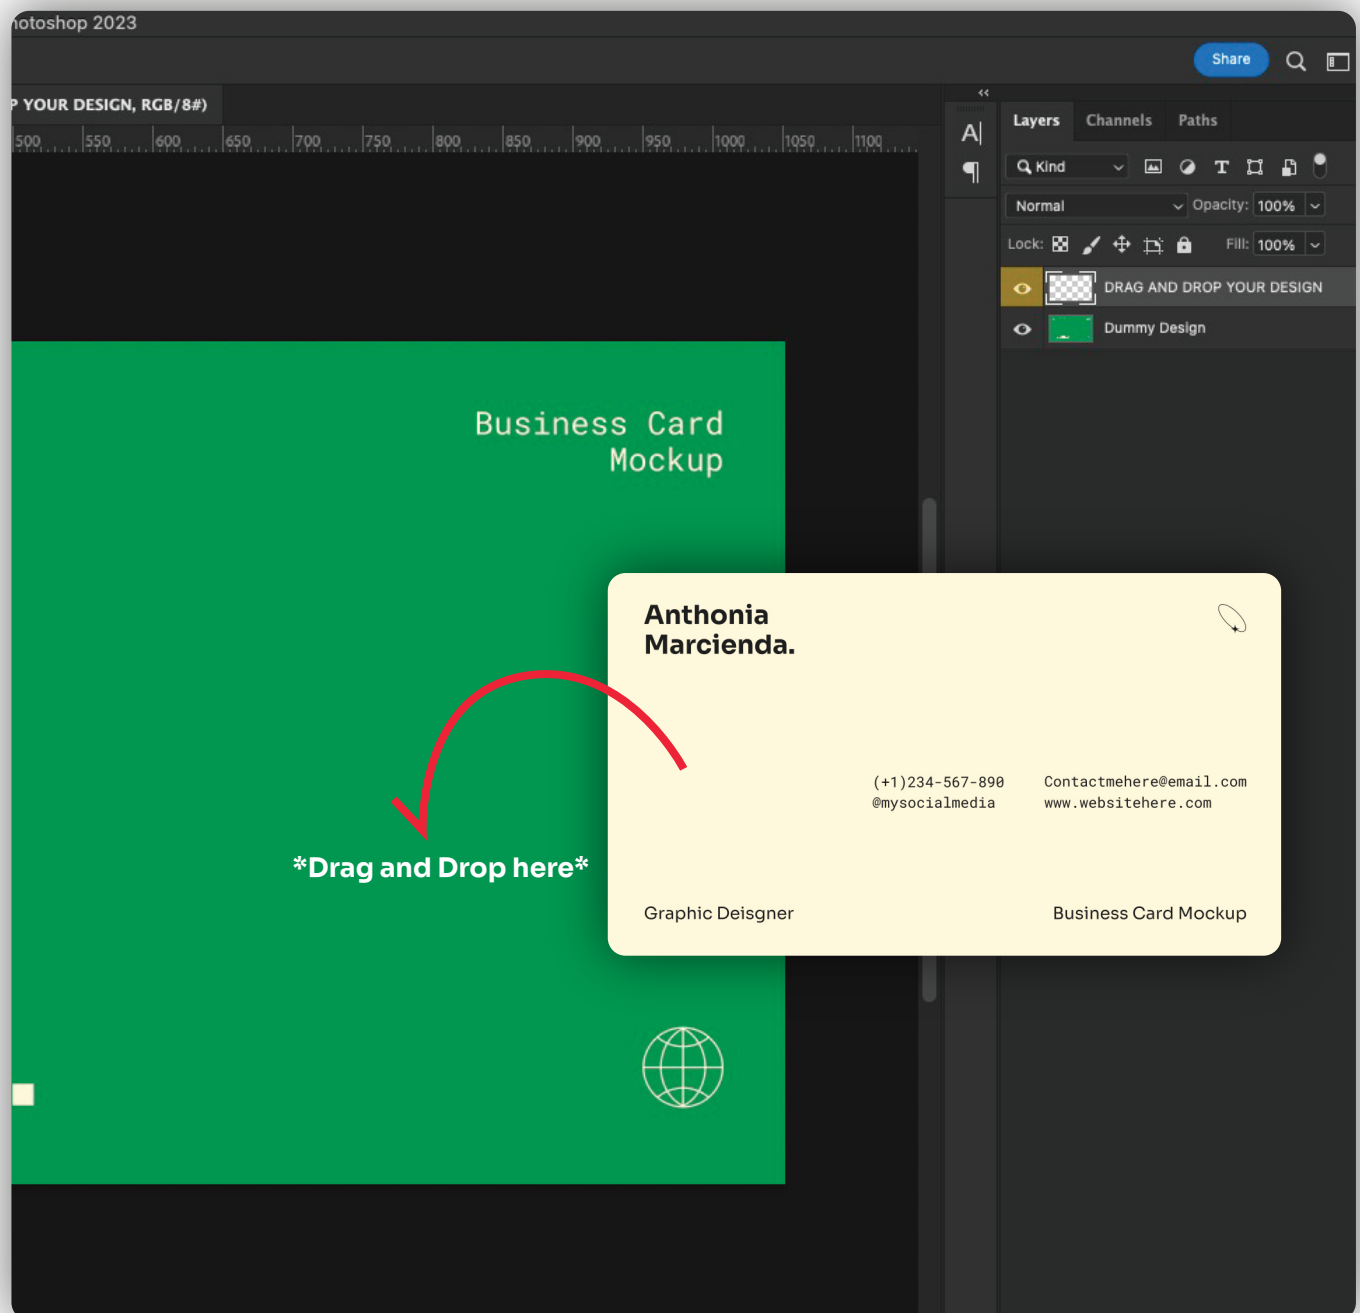 otoshop 2023
Share
P YOUR DESIGN, RGB/8#)
500 550 600 650 700 750 800 850 900 950 1000 1050 1100
Layers Channels Paths
Kind
Normal Opacity: 100%
Lock: Fill: 100%
DRAG AND DROP YOUR DESIGN
Dummy Design
Business Card
Mockup
Anthonia
Marcienda.
(+1)234-567-890 Contactmehere@email.com
@mysocialmedia www.websitehere.com
*Drag and Drop here*
Graphic Deisgner Business Card Mockup